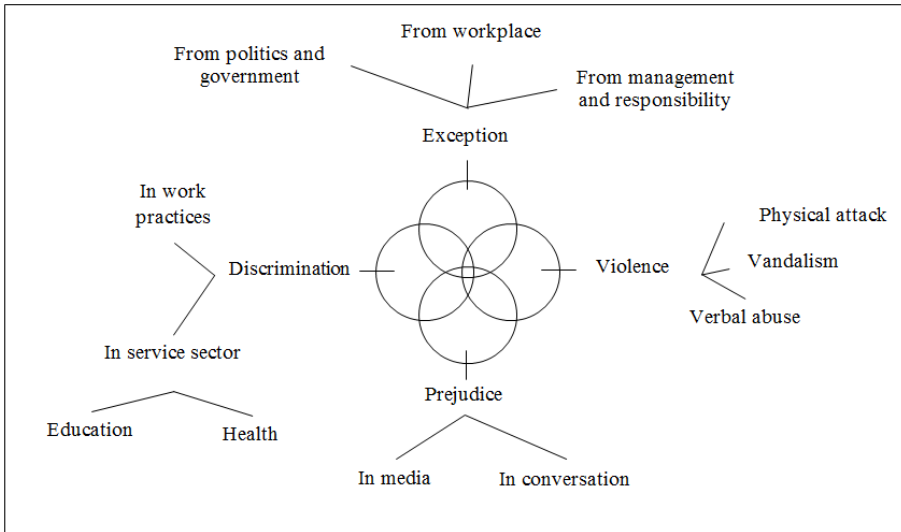 From workplace
From politics and
government
From management
and responsibility
Exception
In work
practices
Physical attack
Discrimination
Violence
Vandalism
Verbal abuse
In service sector
Prejudice
Education
Health
In media
In conversation